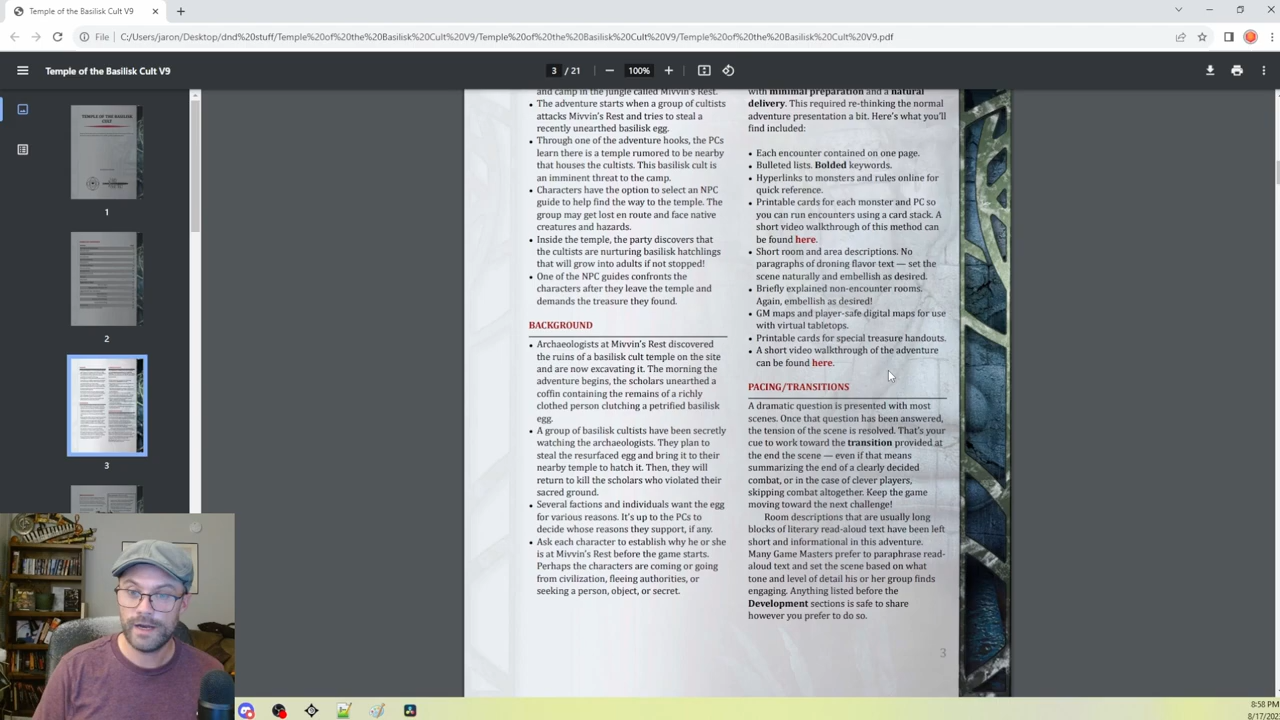 Temple of the Basilisk Cult V9
File
C:/Users/jaron/Desktop/dnd%20stuff/Temple%20of%20the%20Basilisk%20Cult%20V9/Temple%20of%20the%20Basilisk%20Cult%20V9/Temple%20of%20the%20Basilisk%20Cult%20V9.pdf
Temple of the Basilisk Cult V9
3 / 21
100%
TEMPLE OF THE BASILISK
CULT
1
2
3
and camp in the jungle called Mivvin's Rest.
• The adventure starts when a group of cultists
attacks Mivvin's Rest and tries to steal a
recently unearthed basilisk egg.
• Through one of the adventure hooks, the PCs
learn there is a temple rumored to be nearby
that houses the cultists. This basilisk cult is
an imminent threat to the camp.
• Characters have the option to select an NPC
guide to help find the way to the temple. The
group may get lost en route and face native
creatures and hazards.
• Inside the temple, the party discovers that
the cultists are nurturing basilisk hatchlings
that will grow into adults if not stopped!
• One of the NPC guides confronts the
characters after they leave the temple and
demands the treasure they found.
BACKGROUND
• Archaeologists at Mivvin's Rest discovered
the ruins of a basilisk cult temple on the site
and are now excavating it. The morning the
adventure begins, the scholars unearthed a
coffin containing the remains of a richly
clothed person clutching a petrified basilisk
egg.
• A group of basilisk cultists have been secretly
watching the archaeologists. They plan to
steal the resurfaced egg and bring it to their
nearby temple to hatch it. Then, they will
return to kill the scholars who violated their
sacred ground.
• Several factions and individuals want the egg
for various reasons. It's up to the PCs to
decide whose reasons they support, if any.
• Ask each character to establish why he or she
is at Mivvin's Rest before the game starts.
Perhaps the characters are coming or going
from civilization, fleeing authorities, or
seeking a person, object, or secret.
with minimal preparation and a natural
delivery. This required re-thinking the normal
adventure presentation a bit. Here's what you'll
find included:
• Each encounter contained on one page.
• Bulleted lists. Bolded keywords.
• Hyperlinks to monsters and rules online for
quick reference.
• Printable cards for each monster and PC so
you can run encounters using a card stack. A
short video walkthrough of this method can
be found here.
• Short room and area descriptions. No
paragraphs of droning flavor text — set the
scene naturally and embellish as desired.
• Briefly explained non-encounter rooms.
Again, embellish as desired!
• GM maps and player-safe digital maps for use
with virtual tabletops.
• Printable cards for special treasure handouts.
• A short video walkthrough of the adventure
can be found here.
PACING/TRANSITIONS
A dramatic question is presented with most
scenes. Once that question has been answered,
the tension of the scene is resolved. That's your
cue to work toward the transition provided at
the end the scene — even if that means
summarizing the end of a clearly decided
combat, or in the case of clever players,
skipping combat altogether. Keep the game
moving toward the next challenge!
Room descriptions that are usually long
blocks of literary read-aloud text have been left
short and informational in this adventure.
Many Game Masters prefer to paraphrase read-
aloud text and set the scene based on what
tone and level of detail his or her group finds
engaging. Anything listed before the
Development sections is safe to share
however you prefer to do so.
3
8:58 PM